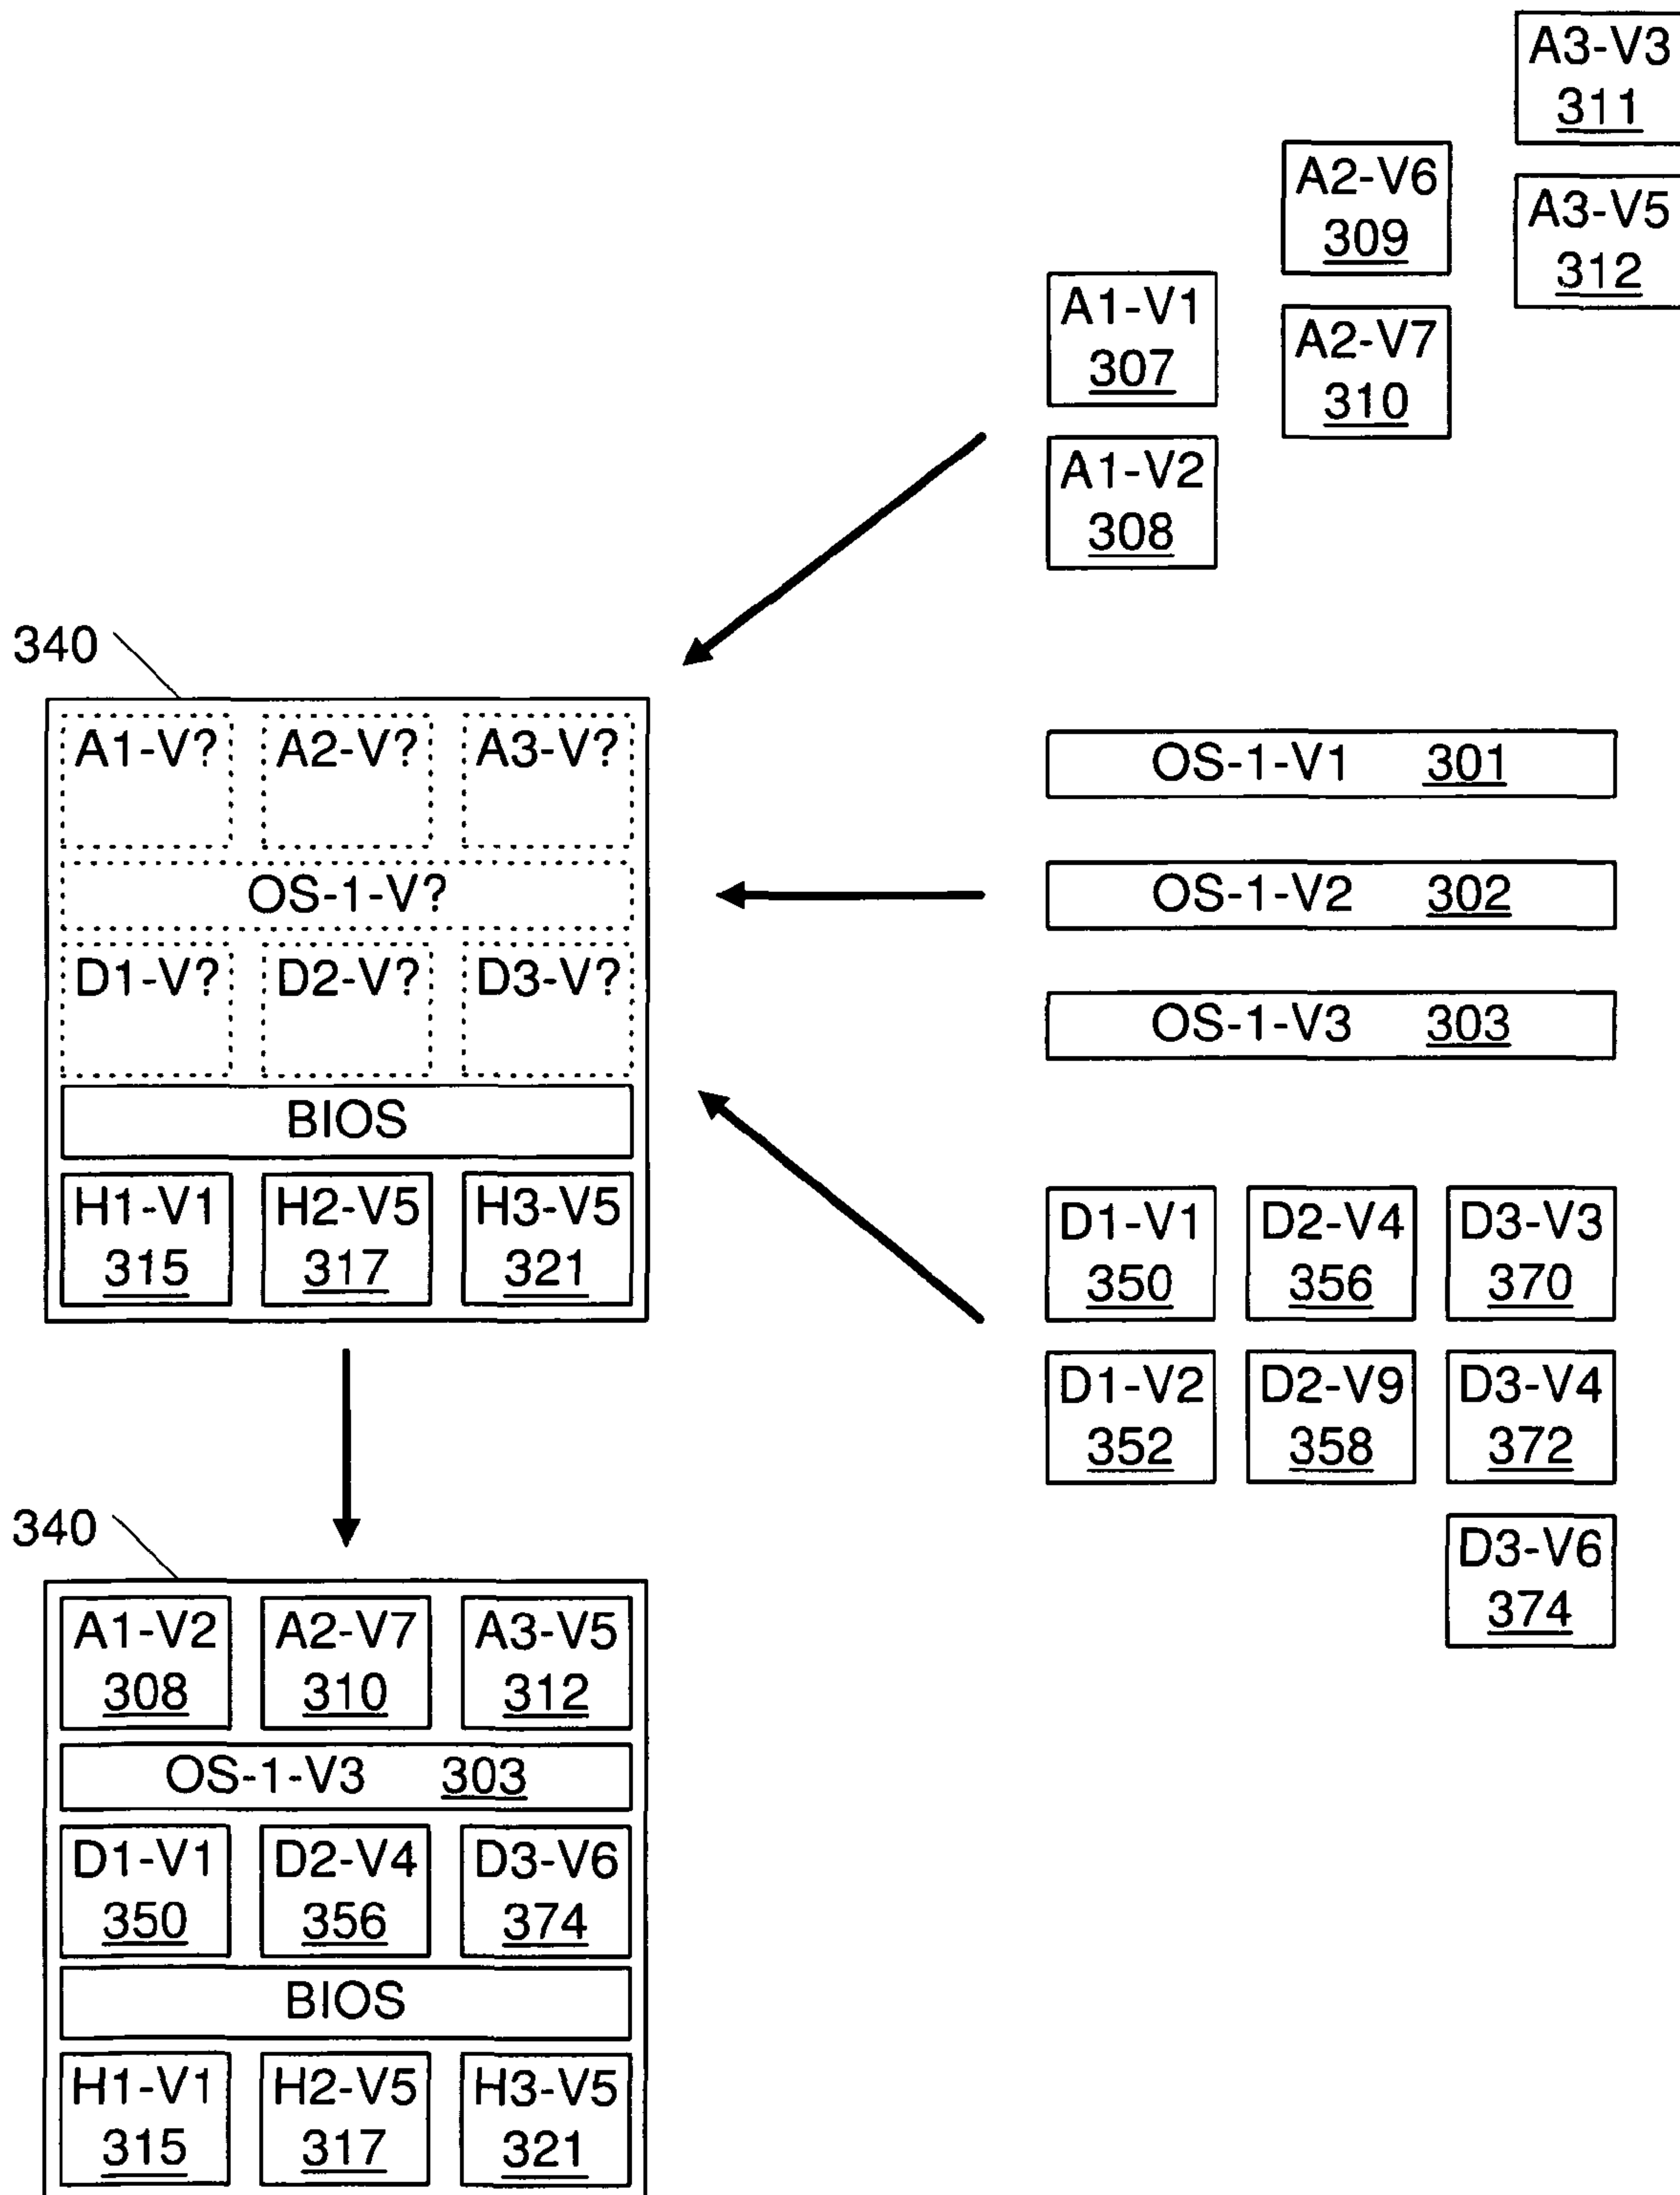 A3-V3
311
A2-V6
309
A3-V5
312
A1-V1
307
A2-V7
310
A1-V2
308
340
A1-V? A2-V? A3-V?
OS-1-V?
D1-V? D2-V? D3-V?
BIOS
H1-V1 H2-V5 H3-V5
315 317 321
OS-1-V1 301
OS-1-V2 302
OS-1-V3 303
D1-V1 D2-V4 D3-V3
350 356 370
D1-V2 D2-V9 D3-V4
352 358 372
D3-V6
374
340
A1-V2 A2-V7 A3-V5
308 310 312
OS-1-V3 303
D1-V1 D2-V4 D3-V6
350 356 374
BIOS
H1-V1 H2-V5 H3-V5
315 317 321